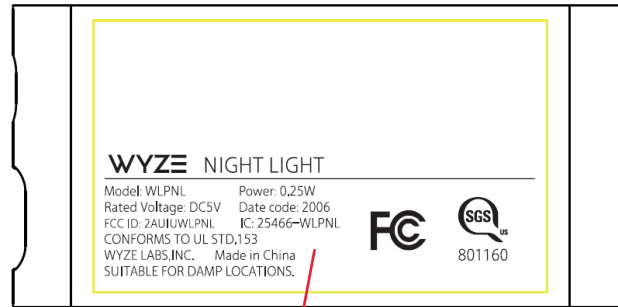 WYZE NIGHT LIGHT
Model: WLPNL Power: 0.25W
Rated Voltage: DC5V Date code: 2006
FCC ID: 2AUIUWLPNL IC: 25466-WLPNL
CONFORMS TO UL STD.153
WYZE LABS,INC. Made in China
SUITABLE FOR DAMP LOCATIONS.
FC
SGS
US
801160